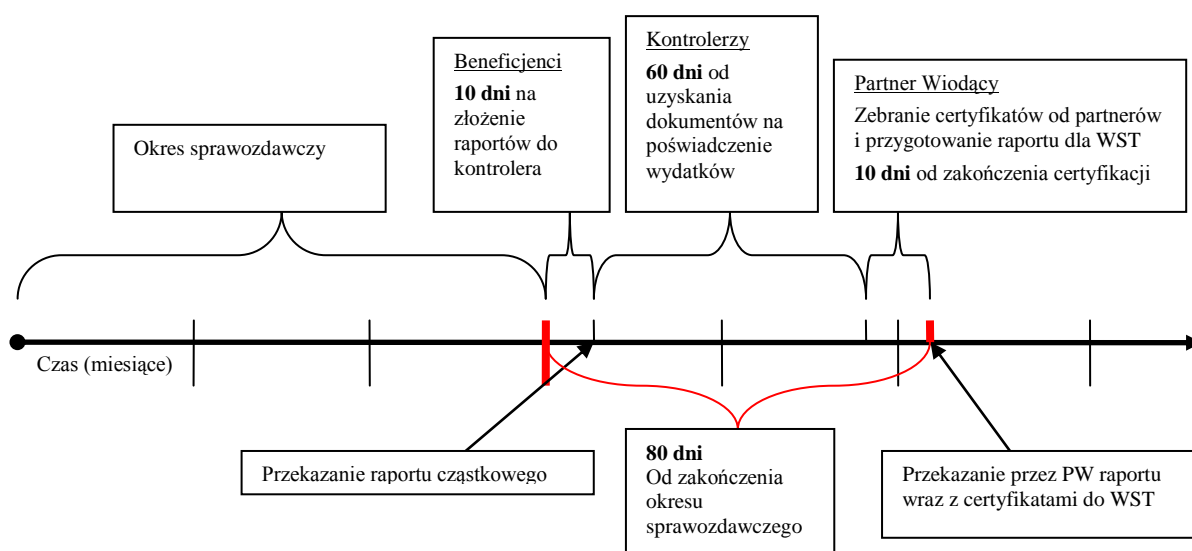 Okres sprawozdawczy
Beneficjenci
10 dni na
złożenie
raportów do
kontrolera
Kontrolerzy
60 dni od
uzyskania
dokumentów na
poświadczenie
wydatków
Partner Wiodący
Zebranie certyfikatów od partnerów
i przygotowanie raportu dla WST
10 dni od zakończenia certyfikacji
Czas (miesiące)
Przekazanie raportu cząstkowego
80 dni
Od zakończenia
okresu
sprawozdawczego
Przekazanie przez PW raportu
wraz z certyfikatami do WST